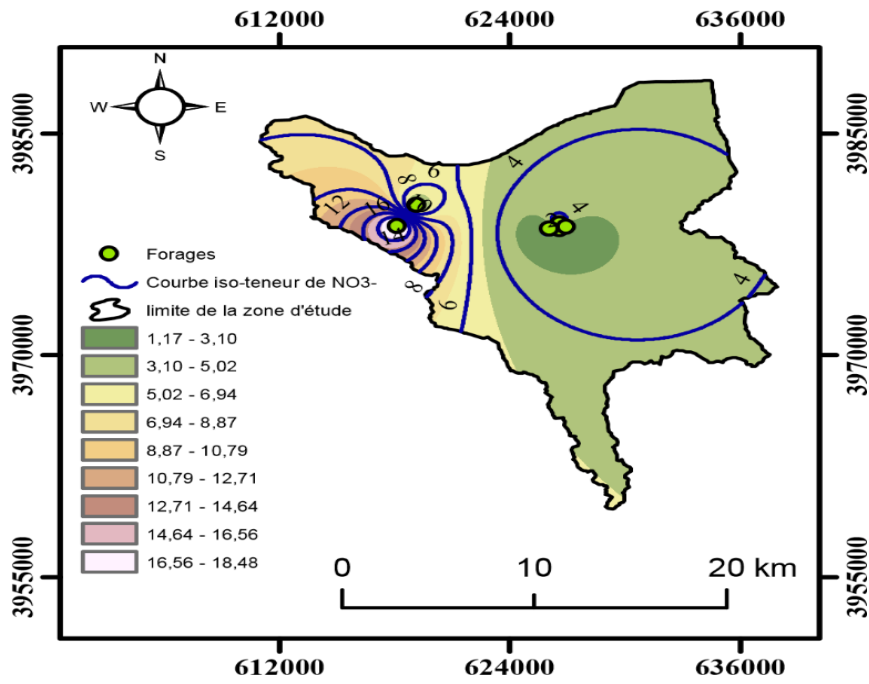 612000 624000 636000
N
W E
S
3985000 3985000
6
8
4
12
4
8
6
4
Forages
Courbe iso-teneur de NO3-
limite de la zone d'étude
1,17 - 3,10
3,10 - 5,02
5,02 - 6,94
6,94 - 8,87
8,87 - 10,79
10,79 - 12,71
12,71 - 14,64
14,64 - 16,56
16,56 - 18,48
3970000 3970000
0 10 20 km
3955000 3955000
612000 624000 636000